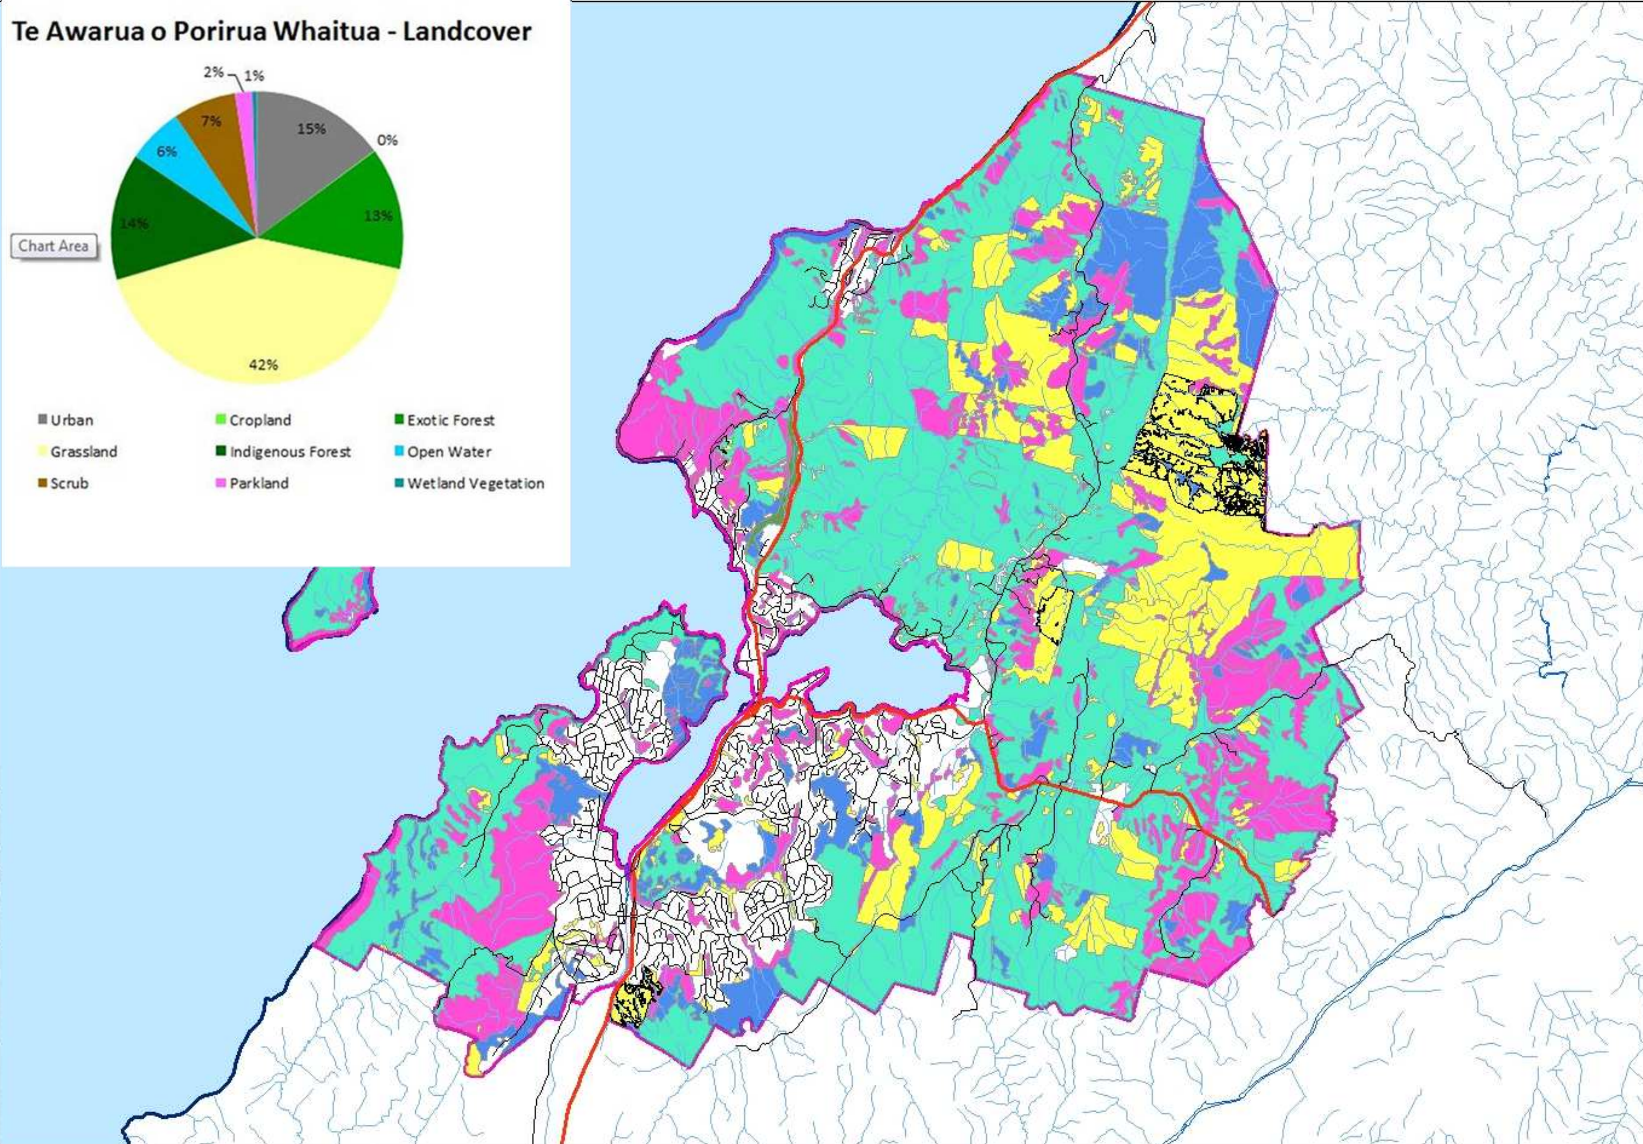 Te Awarua o Porirua Whaitua - Landcover
2% 1%
7%
15%
0%
6%
13%
14%
Chart Area
42%
Urban Cropland Exotic Forest
Grassland Indigenous Forest Open Water
Scrub Parkland Wetland Vegetation